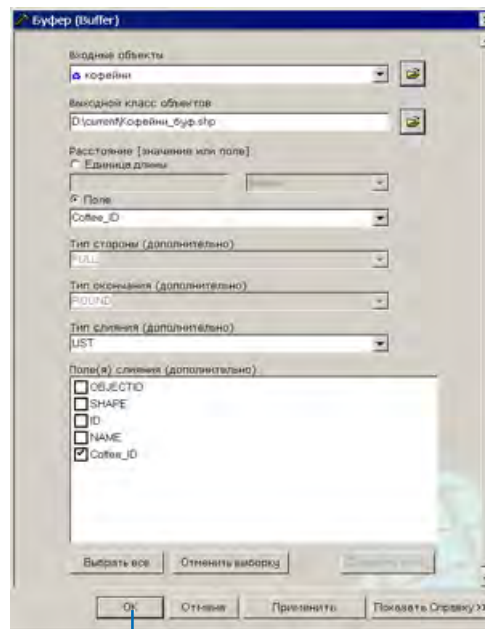 Буфер (Buffer)
Входные объекты
кофейни
Выходной класс объектов
D:\current\Кофейни_буф.shp
Расстояние [значение или поле]
Единица длины
Поле
Coffee_ID
Тип стороны (дополнительно)
FULL
Тип окончания (дополнительно)
ROUND
Тип слияния (дополнительно)
LIST
Поле(я) слияния (дополнительно)
OBJECTID
SHAPE
ID
NAME
Coffee_ID
Выбрать все Отменить выборку
OK Отмена Применить Показать Справку >>